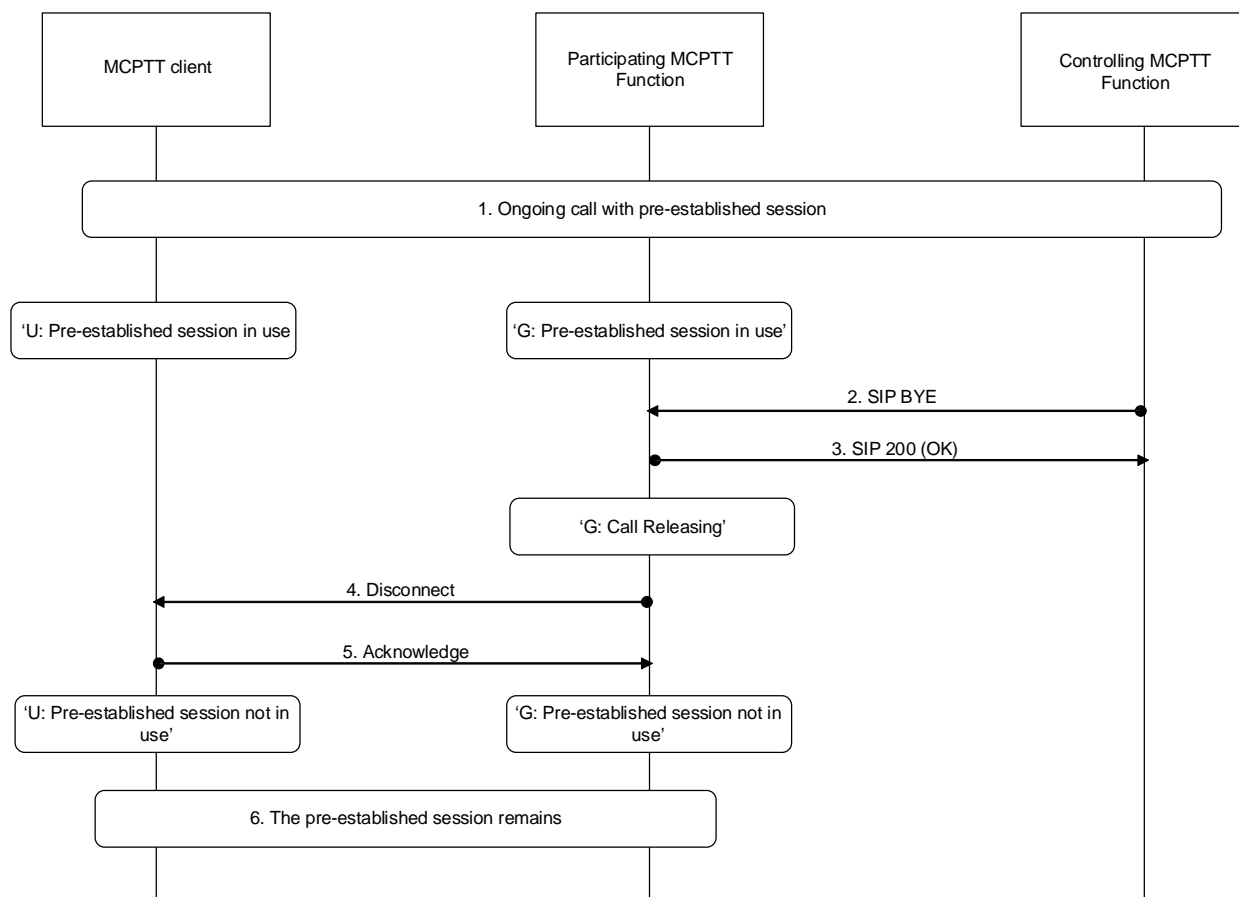 MCPTT client
Participating MCPTT
Function
Controlling MCPTT
Function
1. Ongoing call with pre-established session
‘U: Pre-established session in use
‘G: Pre-established session in use’
2. SIP BYE
3. SIP 200 (OK)
‘G: Call Releasing’
4. Disconnect
5. Acknowledge
‘U: Pre-established session not in
use’
‘G: Pre-established session not in
use’
6. The pre-established session remains